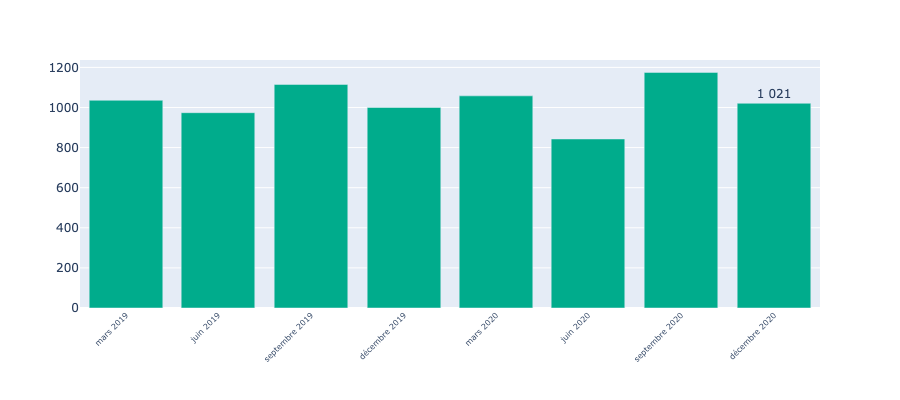 1200
1000
800
600
400
200
0
1 021
mars 2019
juin 2019
septembre 2019
décembre 2019
mars 2020
juin 2020
septembre 2020
décembre 2020